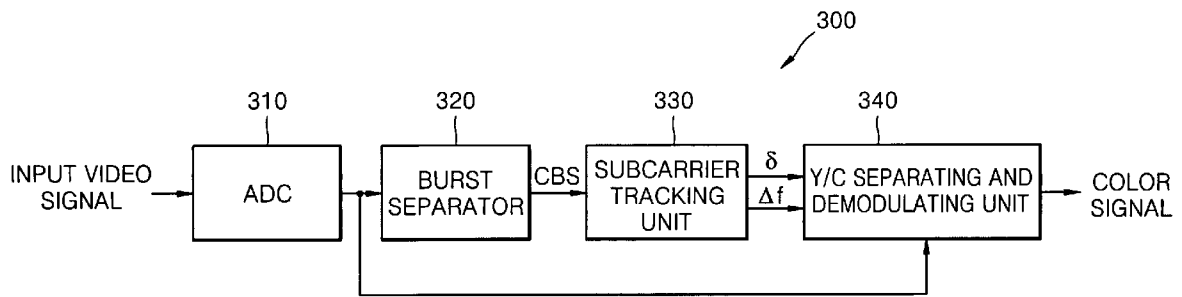 300
310
320
330
340
INPUT VIDEO
SIGNAL
ADC
BURST
SEPARATOR
CBS
SUBCARRIER
TRACKING
UNIT
δ
Δf
Y/C SEPARATING AND
DEMODULATING UNIT
COLOR
SIGNAL